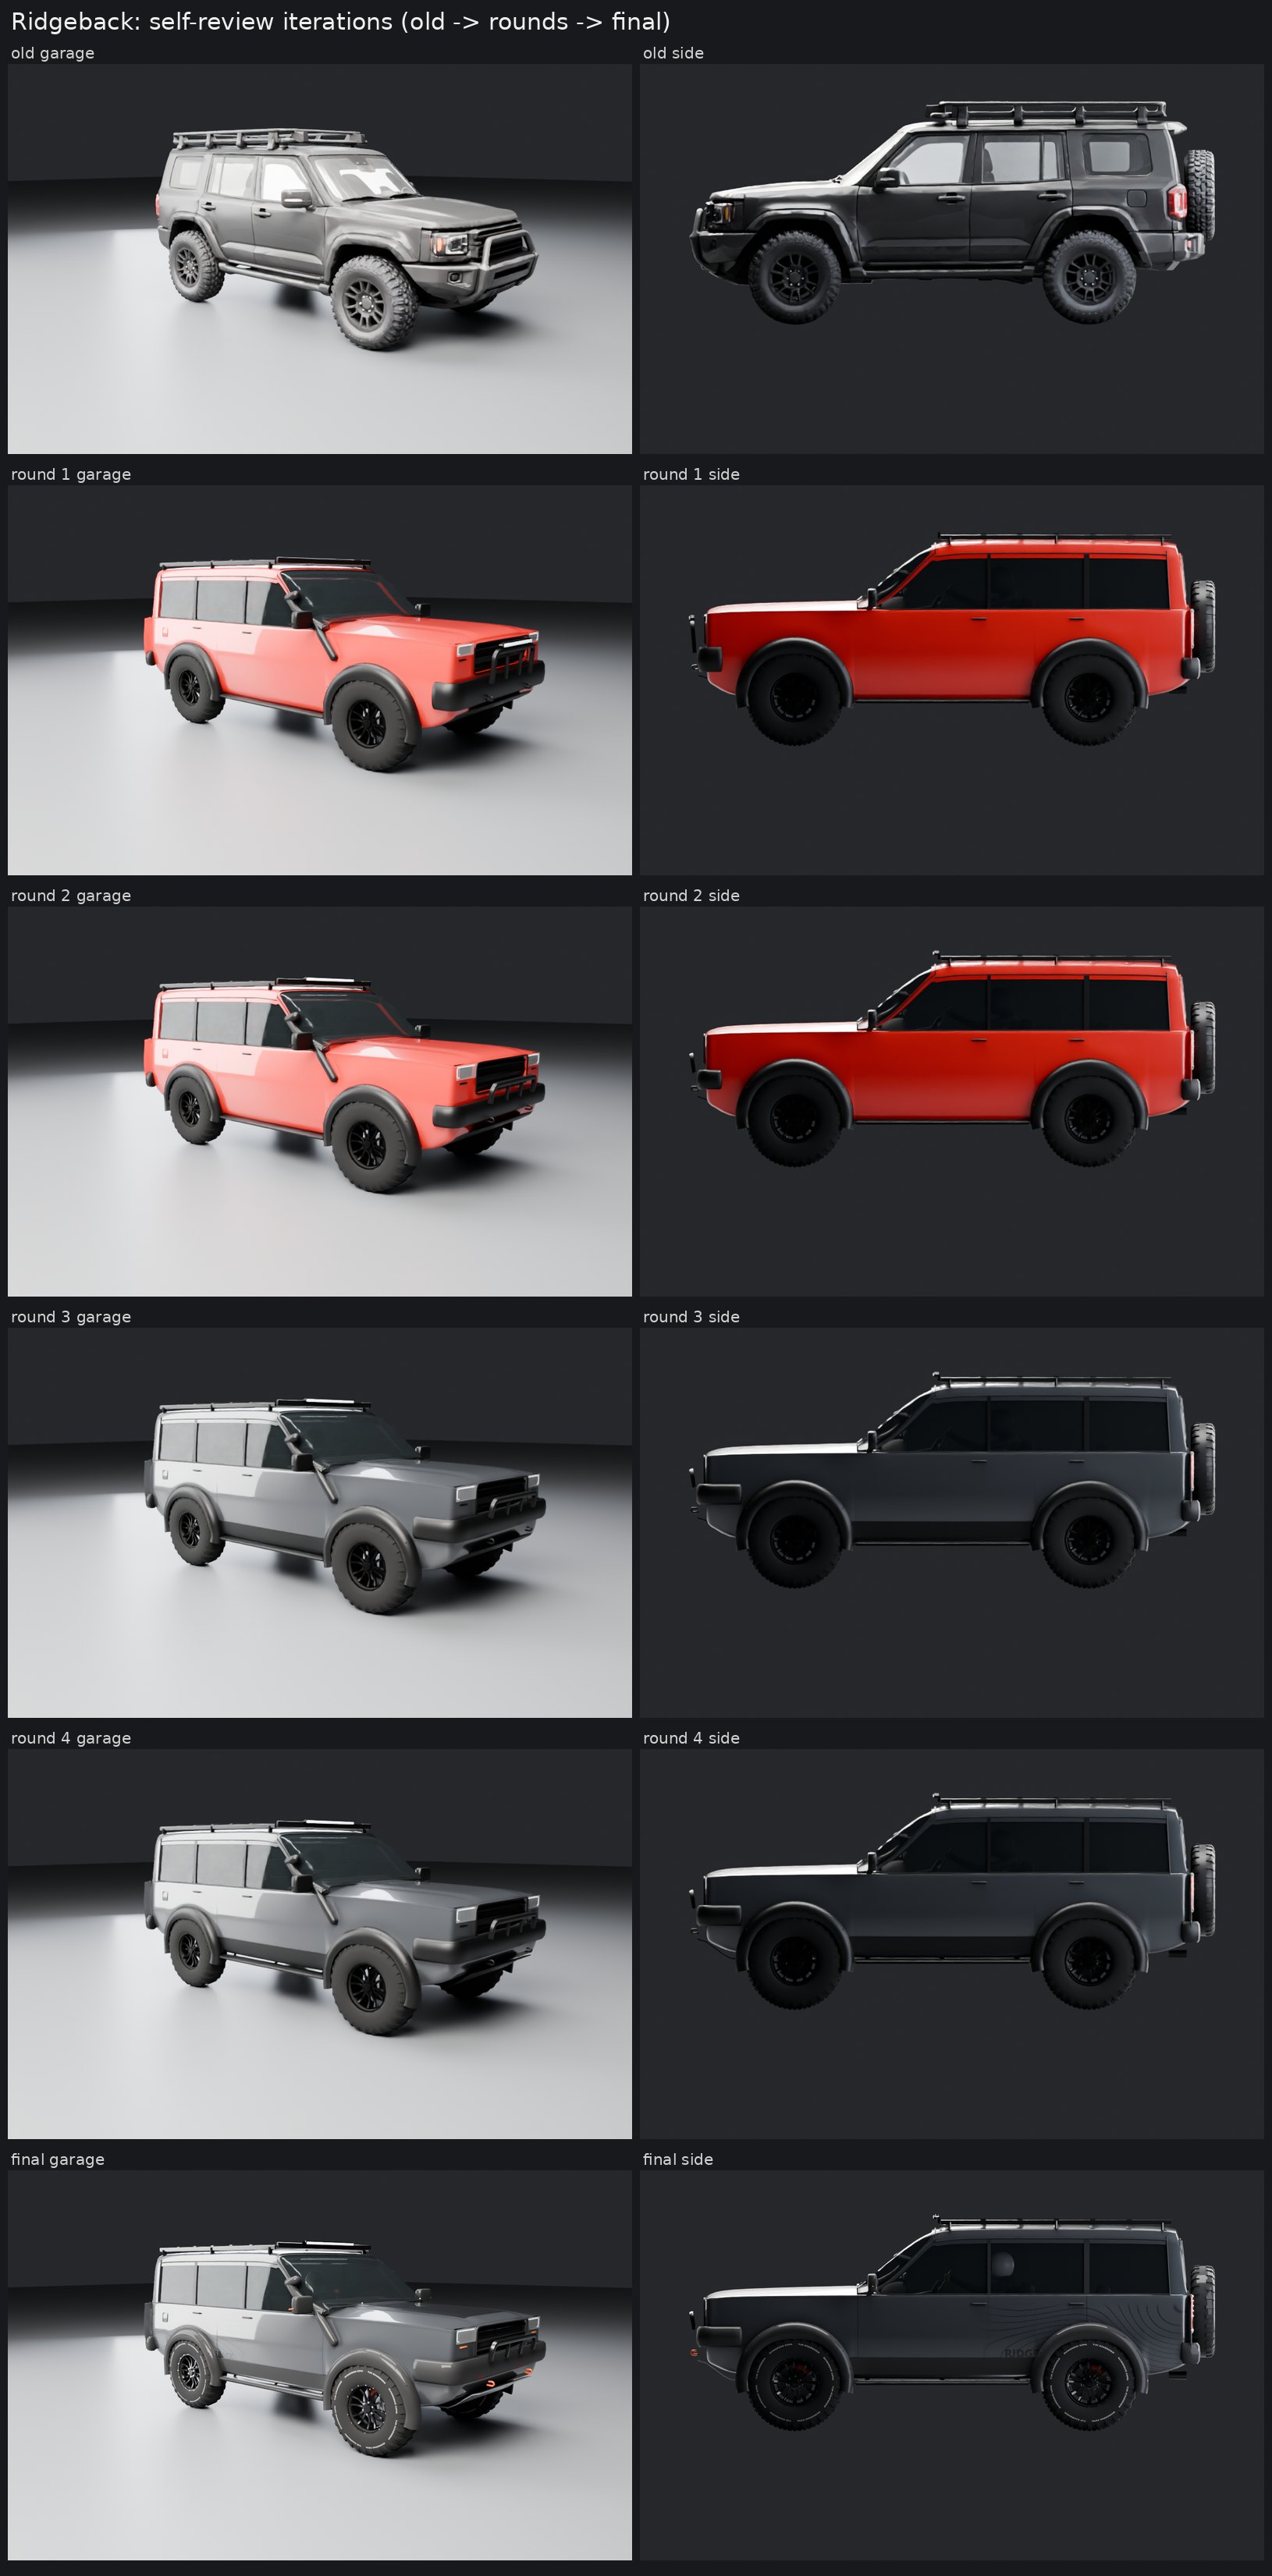 Ridgeback: self-review iterations (old -> rounds -> final)
old garage
old side
round 1 garage
round 1 side
round 2 garage
round 2 side
round 3 garage
round 3 side
round 4 garage
round 4 side
final garage
final side